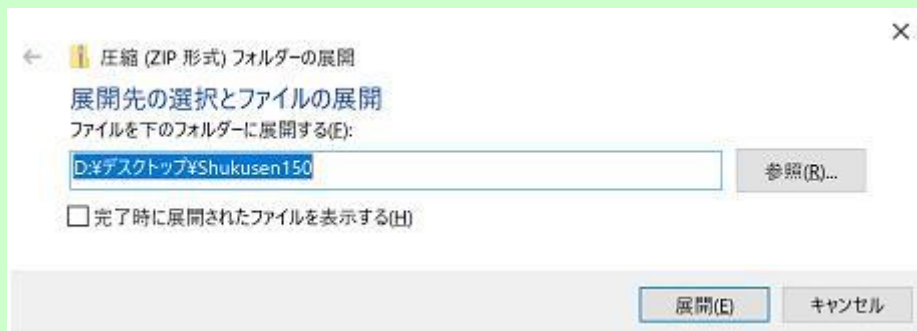 圧縮 (ZIP 形式) フォルダーの展開
展開先の選択とファイルの展開
ファイルを下のフォルダーに展開する(F):
D:¥デスクトップ¥Shukusen150
参照(R)...
完了時に展開されたファイルを表示する(H)
展開(E)
キャンセル